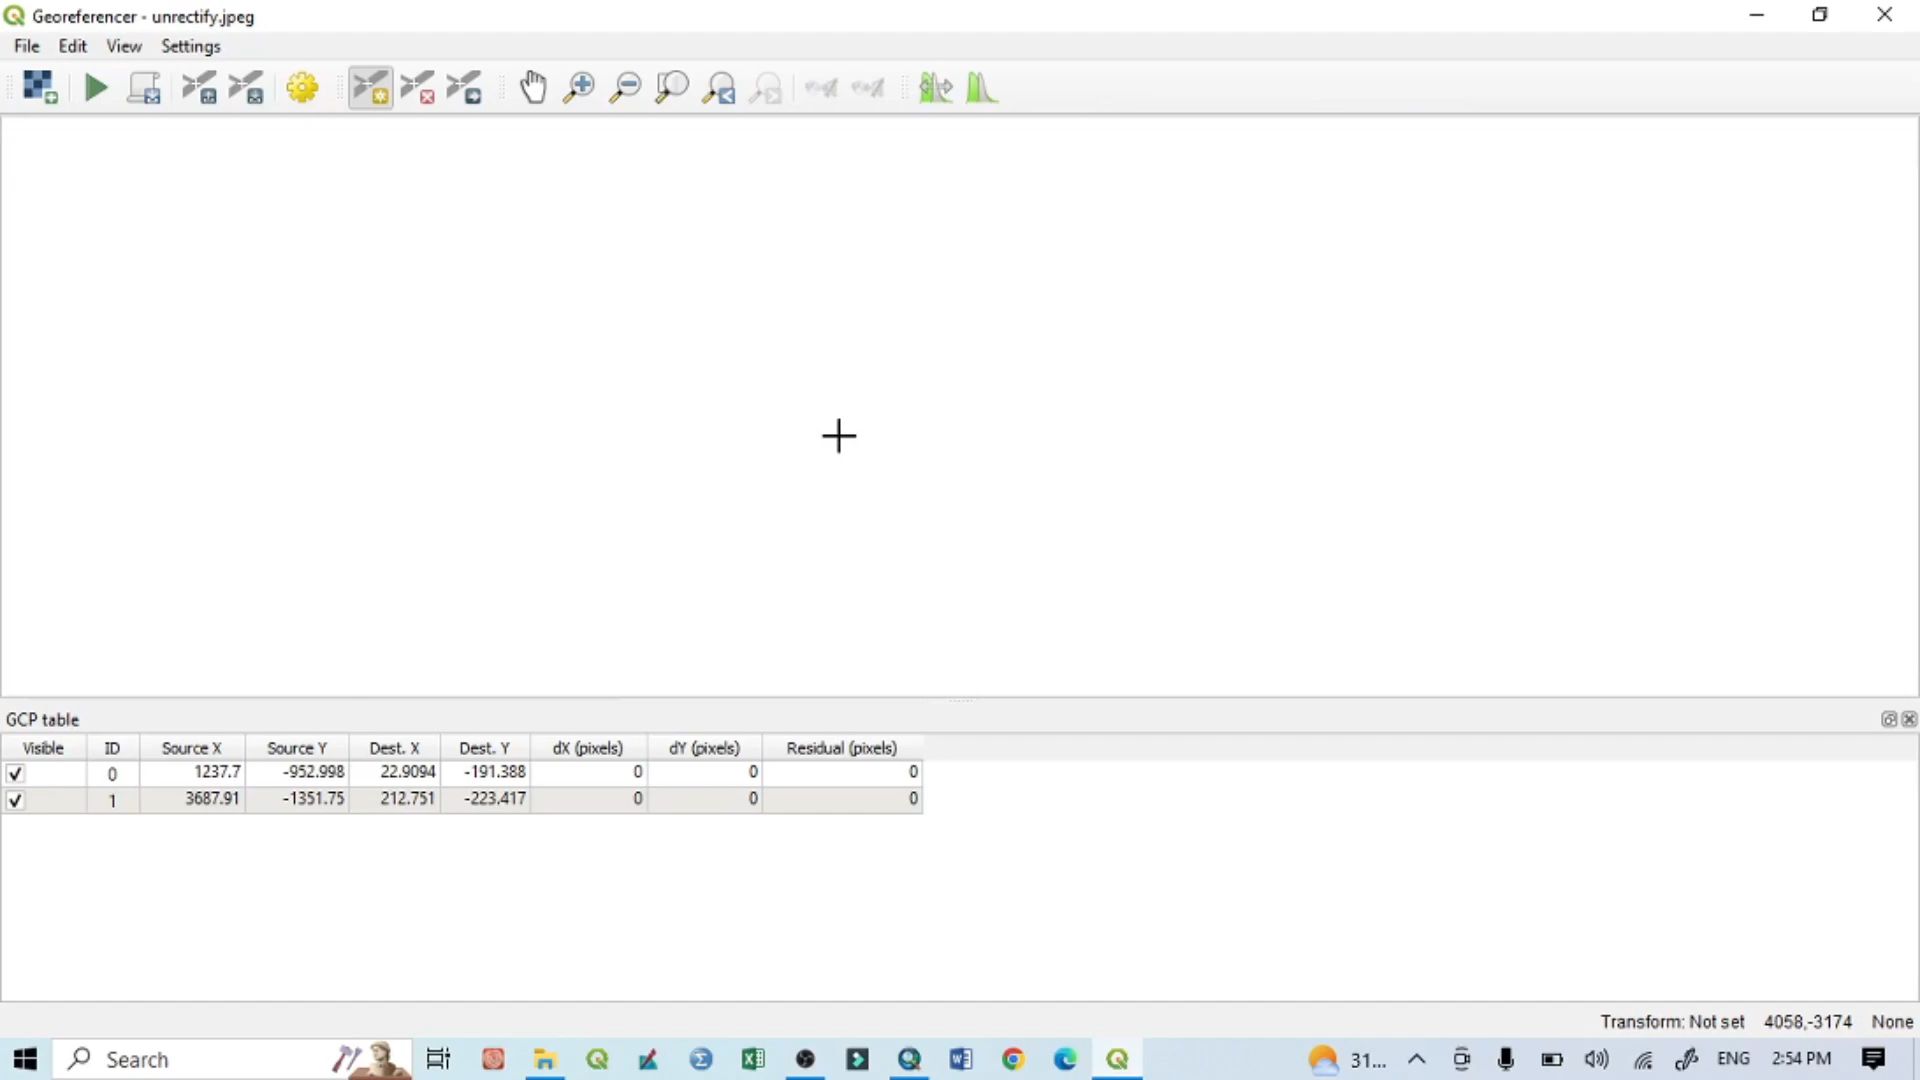 Georeferencer - unrectify.jpeg
File Edit View Settings
GCP table
Visible ID Source X Source Y Dest. X Dest. Y dX (pixels) dY (pixels) Residual (pixels)
0 1237.7 -952.998 22.9094 -191.388 0 0 0
1 3687.91 -1351.75 212.751 -223.417 0 0 0
Transform: Not set 4058,-3174 None
Search 31... ENG 2:54 PM